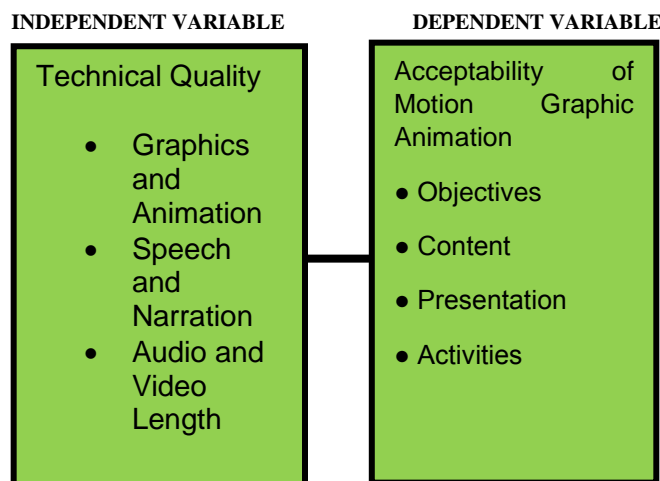 INDEPENDENT VARIABLE
Technical Quality
• Graphics
and
Animation
• Speech
and
Narration
• Audio and
Video
Length
DEPENDENT VARIABLE
Acceptability of
Motion Graphic
Animation
● Objectives
● Content
● Presentation
● Activities